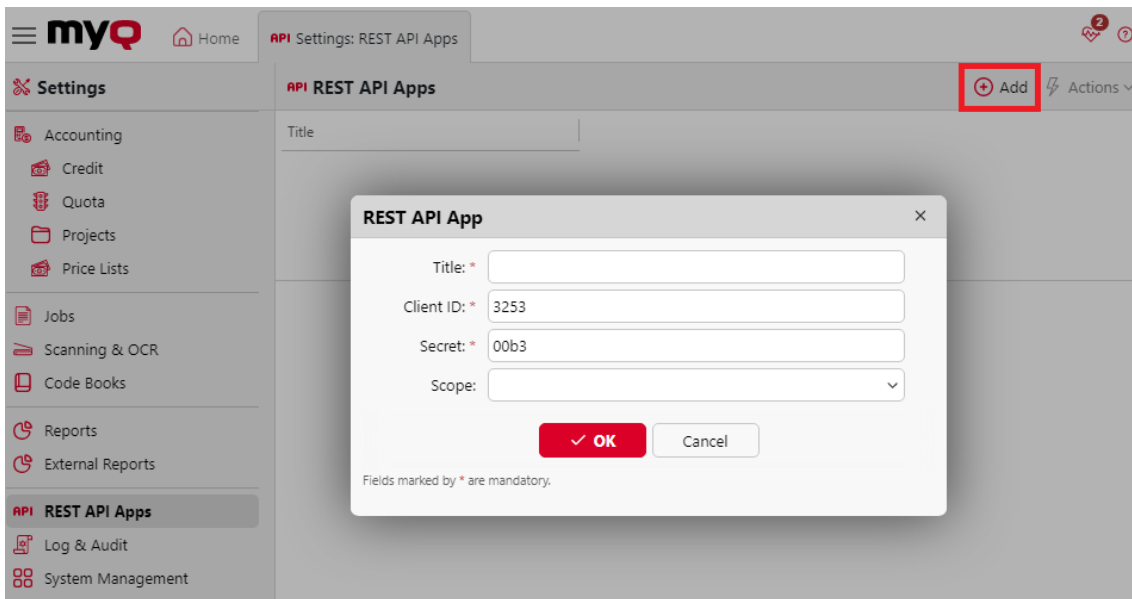 myQ
Home
API Settings: REST API Apps
2
?
Settings
API REST API Apps
Add
Actions
Accounting
Credit
Quota
Projects
Price Lists
Jobs
Scanning & OCR
Code Books
Reports
External Reports
API REST API Apps
Log & Audit
System Management
Title
REST API App
×
Title: *
Client ID: * 3253
Secret: * 00b3
Scope:
OK
Cancel
Fields marked by * are mandatory.